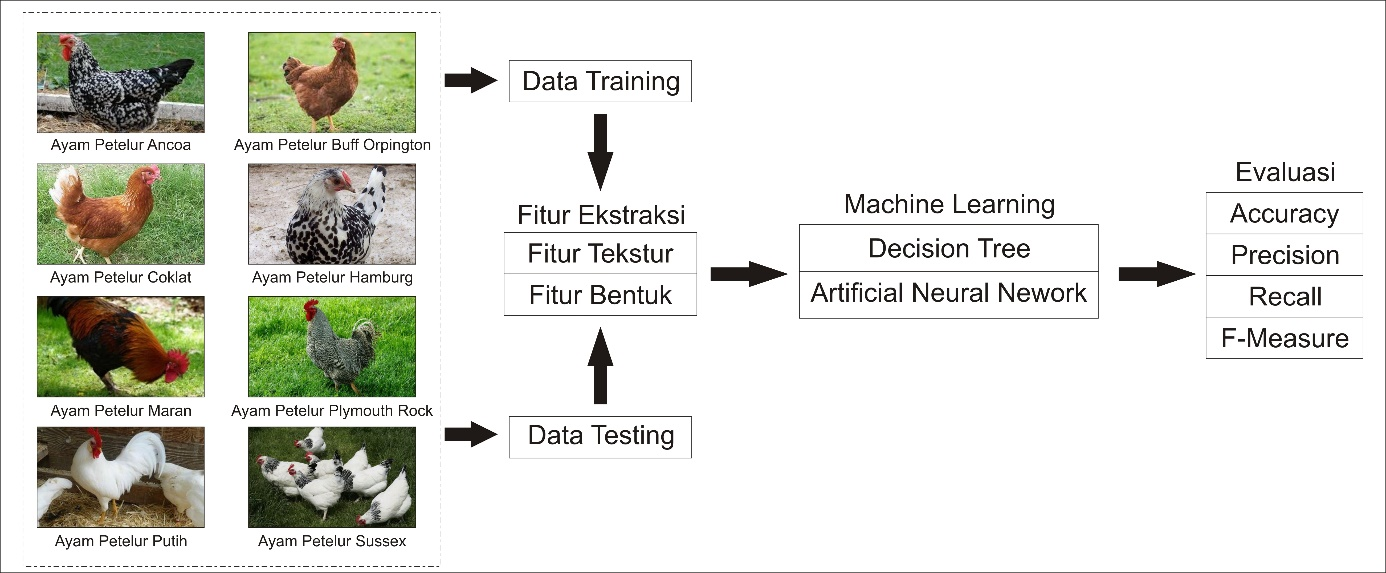 Ayam Petelur Ancoa
Ayam Petelur Buff Orpington
Ayam Petelur Coklat
Ayam Petelur Hamburg
Ayam Petelur Maran
Ayam Petelur Plymouth Rock
Ayam Petelur Putih
Ayam Petelur Sussex
Data Training
Fitur Ekstraksi
Fitur Tekstur
Fitur Bentuk
Data Testing
Machine Learning
Decision Tree
Artificial Neural Nework
Evaluasi
Accuracy
Precision
Recall
F-Measure